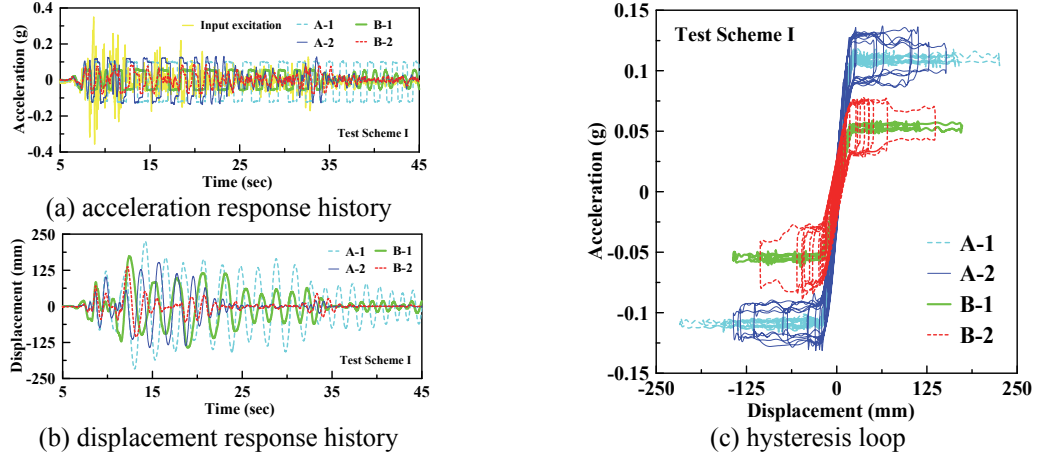 0.4
0.2
0
-0.2
-0.4
Acceleration (g)
Input excitation
A-1
B-1
A-2
B-2
Test Scheme I
5
15
25
35
45
Time (sec)
(a) acceleration response history
250
125
0
-125
-250
Displacement (mm)
A-1
B-1
A-2
B-2
Test Scheme I
5
15
25
35
45
Time (sec)
(b) displacement response history
0.15
0.1
0.05
0
-0.05
-0.1
-0.15
Acceleration (g)
Test Scheme I
A-1
A-2
B-1
B-2
-250
-125
0
125
250
Displacement (mm)
(c) hysteresis loop